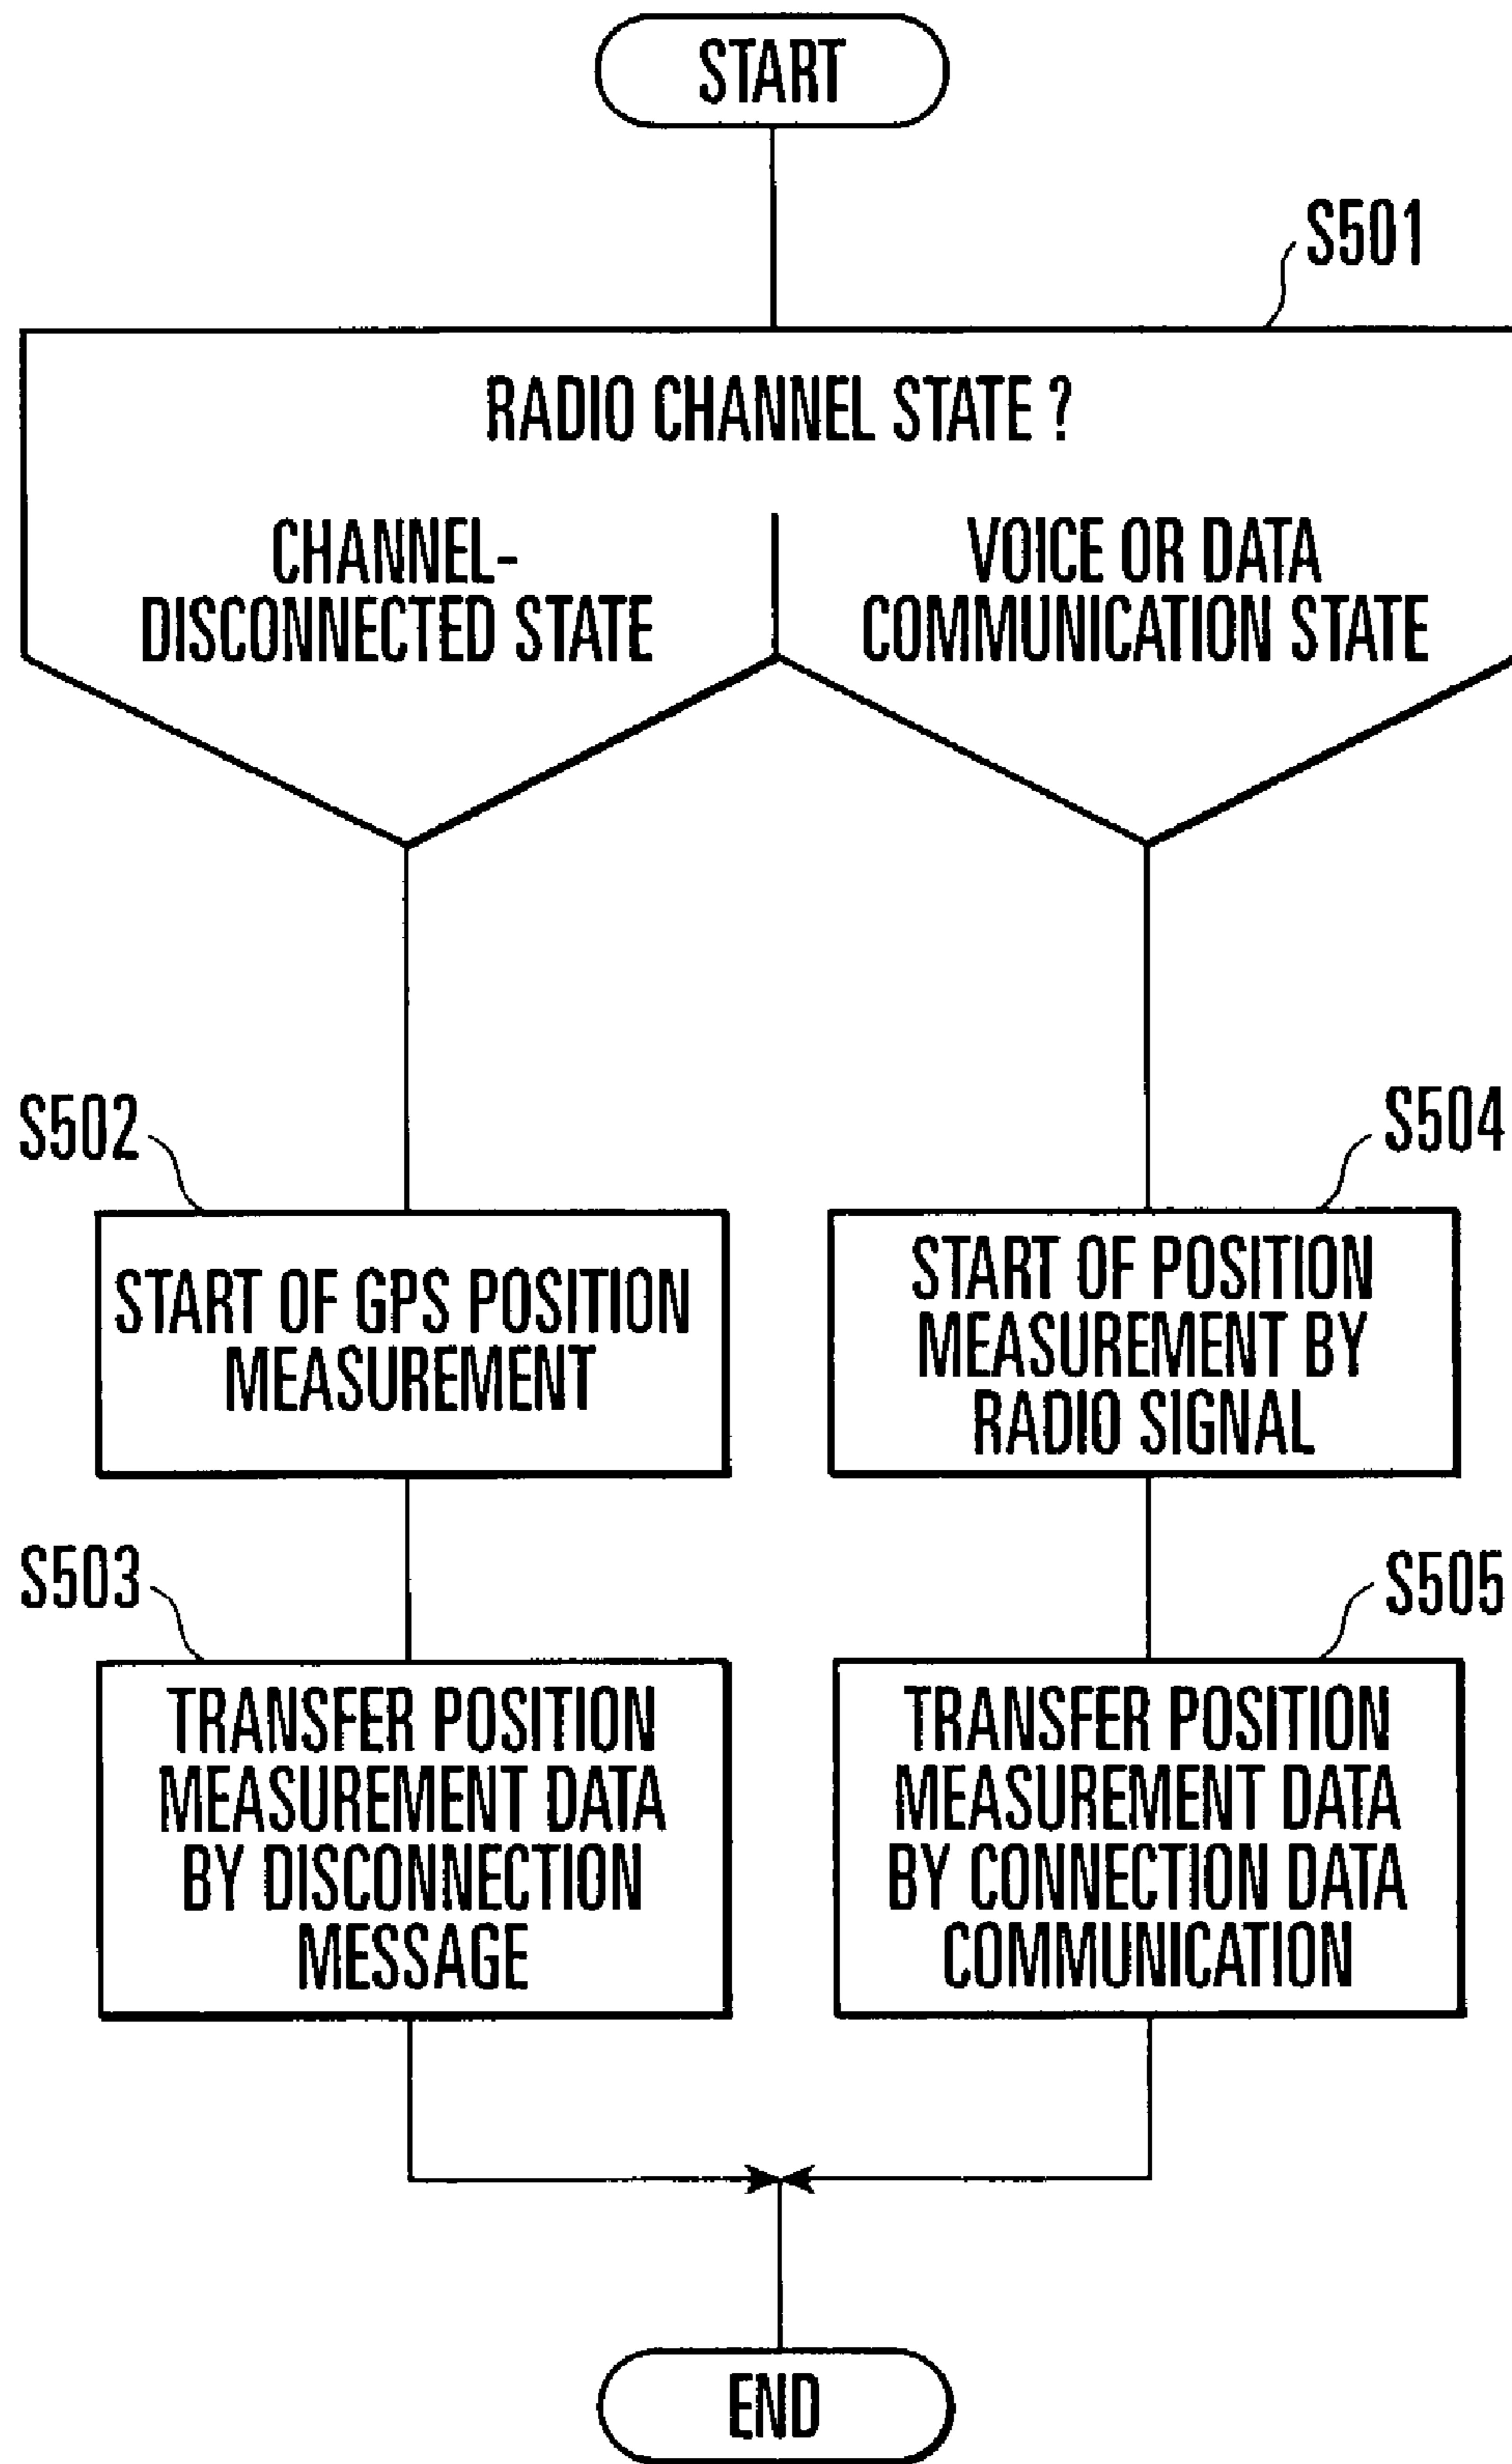 START
S501
RADIO CHANNEL STATE ?
CHANNEL-
DISCONNECTED STATE
VOICE OR DATA
COMMUNICATION STATE
S502
START OF GPS POSITION
MEASUREMENT
S504
START OF POSITION
MEASUREMENT BY
RADIO SIGNAL
S503
TRANSFER POSITION
MEASUREMENT DATA
BY DISCONNECTION
MESSAGE
S505
TRANSFER POSITION
MEASUREMENT DATA
BY CONNECTION DATA
COMMUNICATION
END